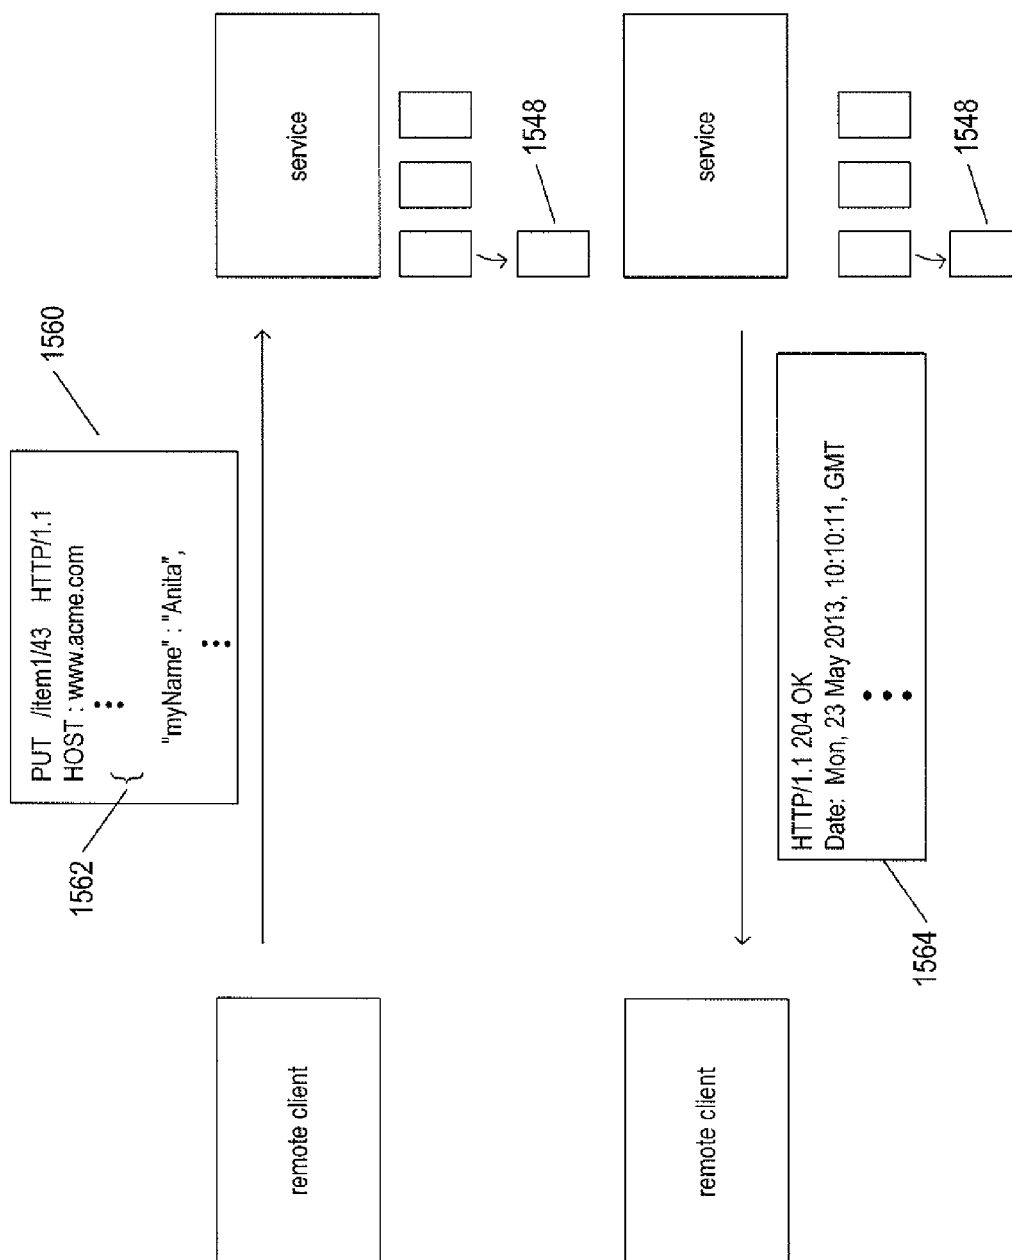 1560
PUT /item1/43 HTTP/1.1
HOST : www.acme.com
1562
"myName" : "Anita",
remote client
service
1548
HTTP/1.1 204 OK
Date: Mon, 23 May 2013, 10:10:11, GMT
1564
remote client
service
1548